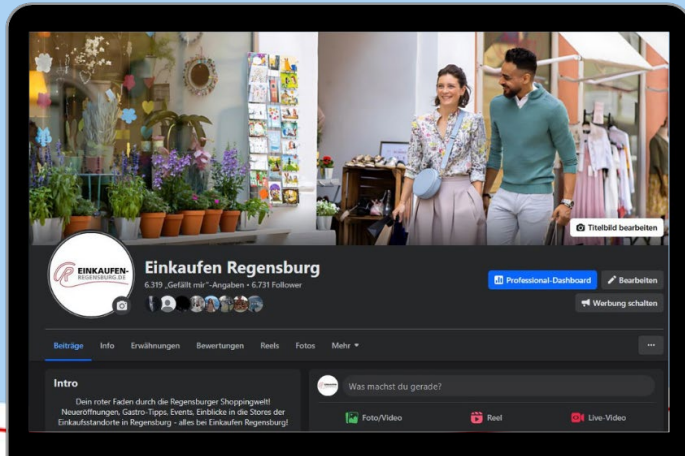 Titelbild bearbeiten
EINKAUFEN-
REGENSBURG.DE
Einkaufen Regensburg
6.319 „Gefällt mir“-Angaben • 6.731 Follower
Professional-Dashboard
Bearbeiten
Werbung schalten
Beiträge Info Erwähnungen Bewertungen Reels Fotos Mehr
Intro
Dein roter Faden durch die Regensburger Shoppingwelt!
Neueröffnungen, Gastro-Tipps, Events, Einblicke in die Stores der
Einkaufsstandorte in Regensburg - alles bei Einkaufen Regensburg!
Was machst du gerade?
Foto/Video Reel Live-Video